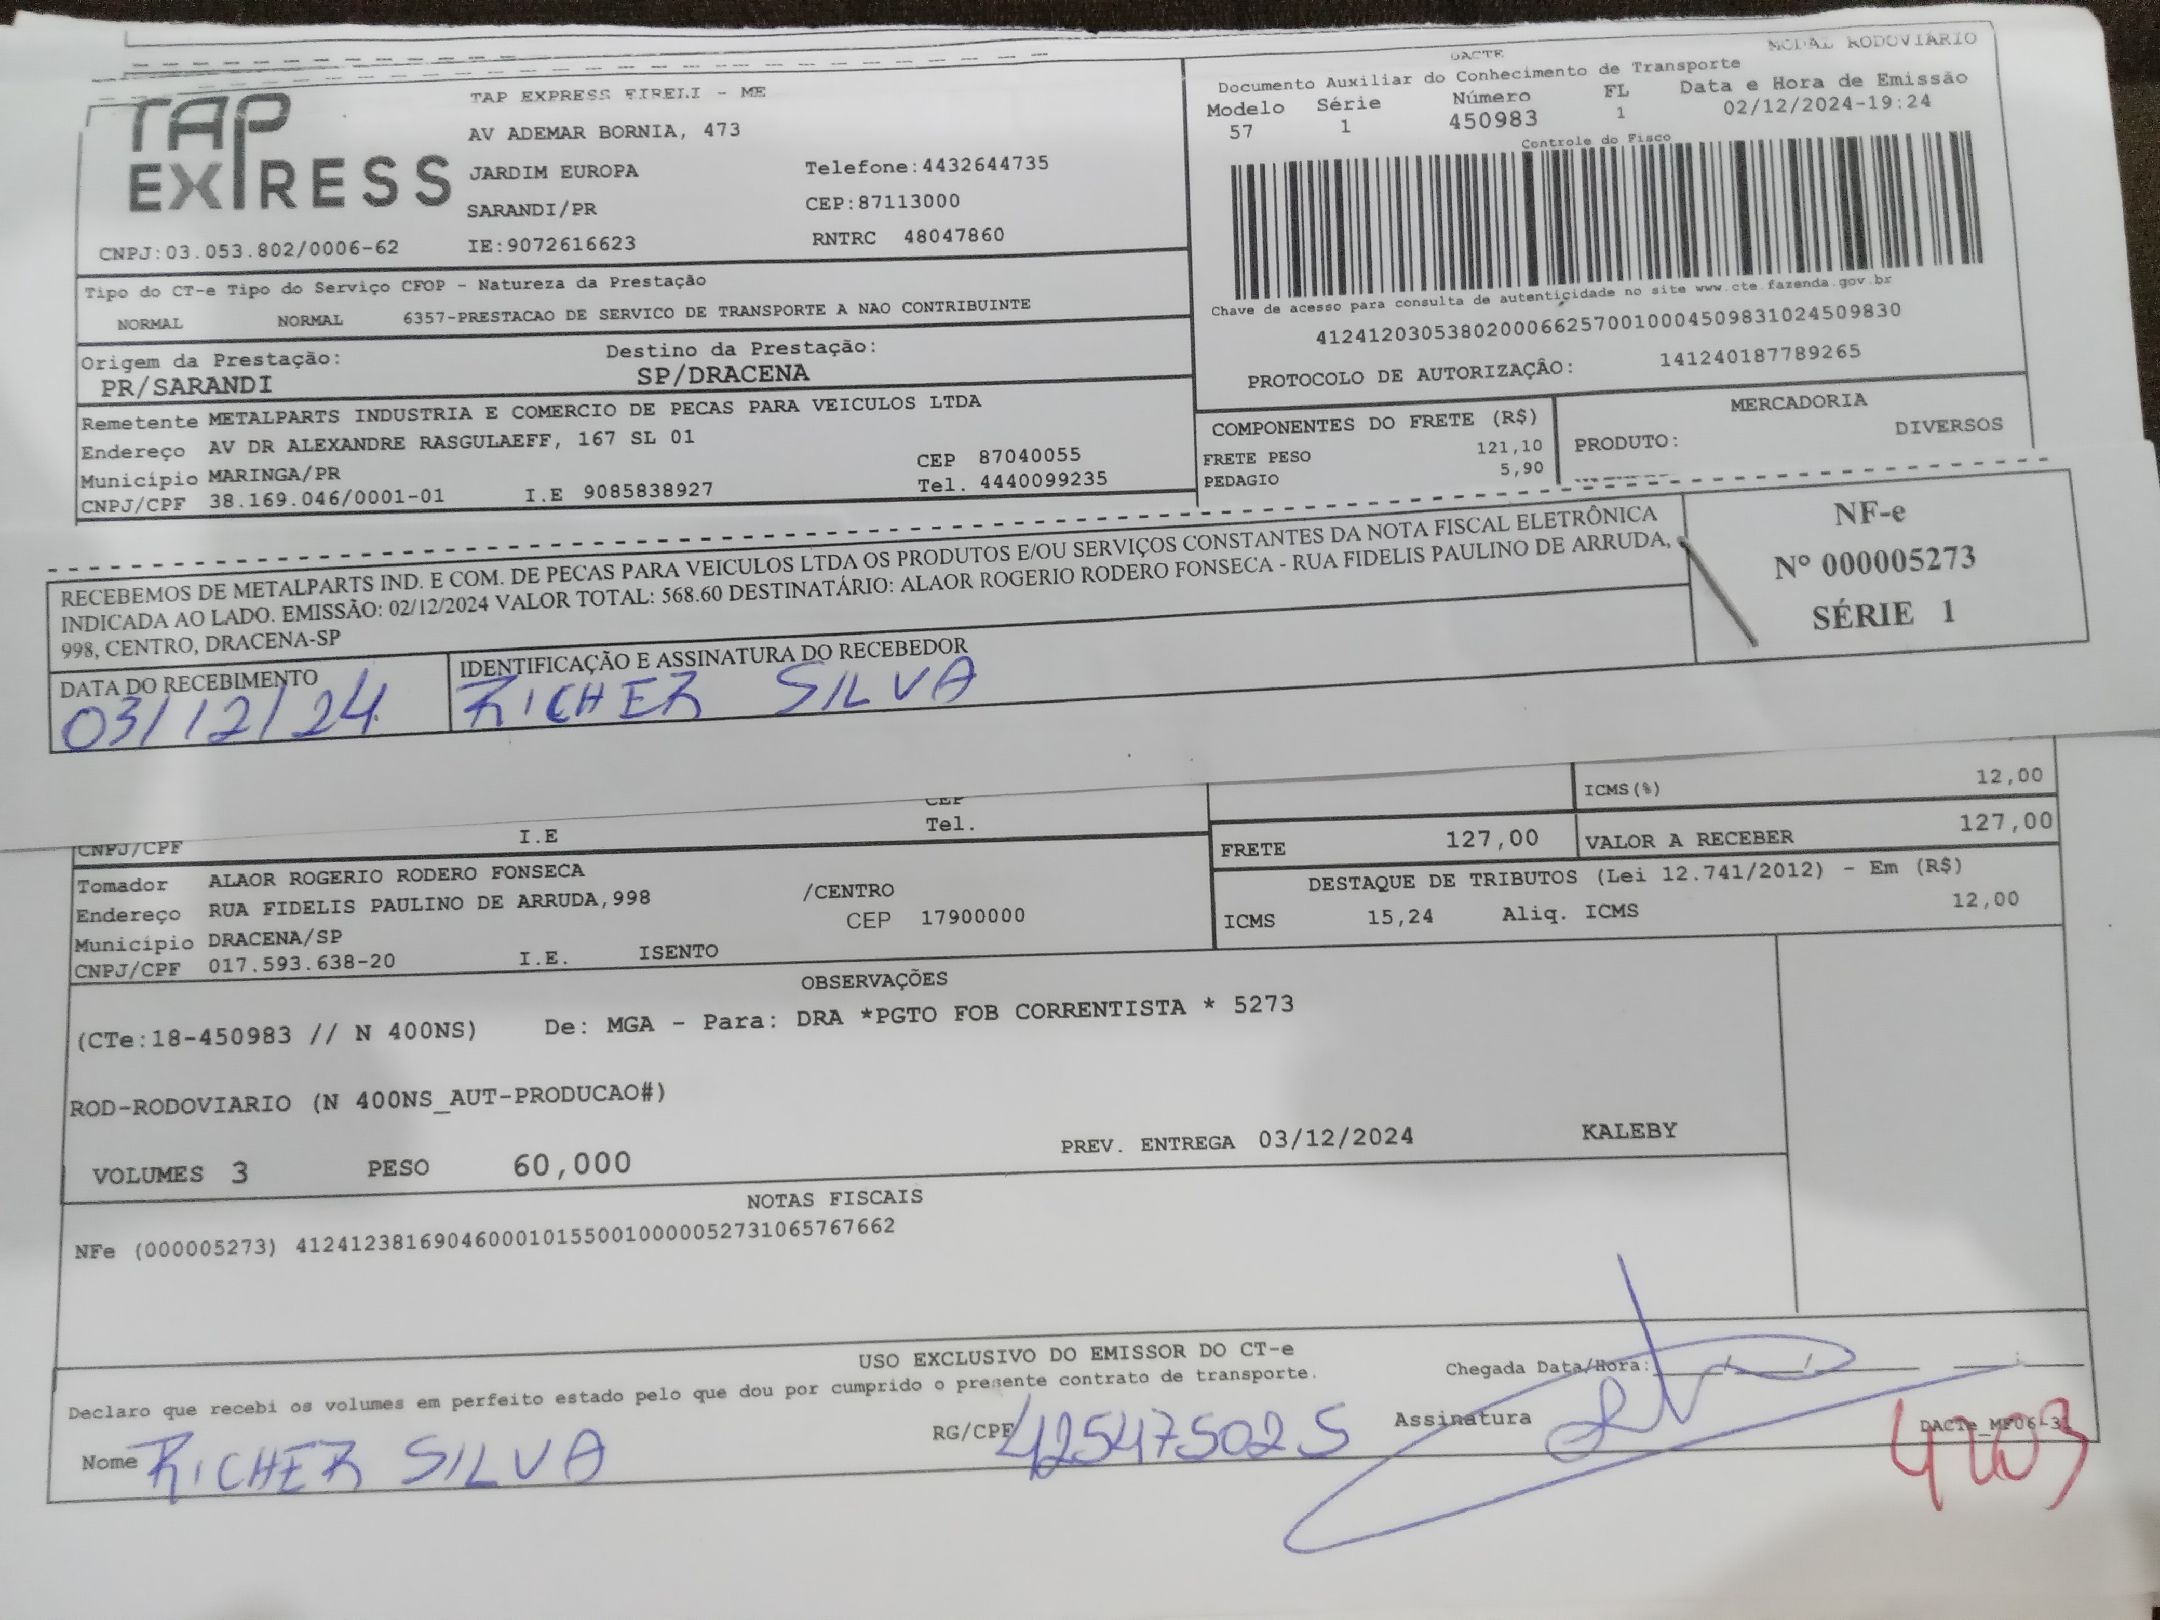 DACTE
MODAL RODOVIÁRIO
TAP EXPRESS
TAP EXPRESS EIRELI - ME
AV ADEMAR BORNIA, 473
JARDIM EUROPA Telefone:4432644735
SARANDI/PR CEP:87113000
CNPJ:03.053.802/0006-62 IE:9072616623 RNTRC 48047860
Documento Auxiliar do Conhecimento de Transporte
Modelo Série Número FL Data e Hora de Emissão
57 1 450983 1 02/12/2024-19:24
Controle do Fisco
Chave de acesso para consulta de autenticidade no site www.cte.fazenda.gov.br
41241203053802000662570010004509831024509830
PROTOCOLO DE AUTORIZAÇÃO: 141240187789265
Tipo do CT-e Tipo do Serviço CFOP - Natureza da Prestação
NORMAL NORMAL 6357-PRESTACAO DE SERVICO DE TRANSPORTE A NAO CONTRIBUINTE
Origem da Prestação: Destino da Prestação:
PR/SARANDI SP/DRACENA
Remetente METALPARTS INDUSTRIA E COMERCIO DE PECAS PARA VEICULOS LTDA
Endereço AV DR ALEXANDRE RASGULAEFF, 167 SL 01
Município MARINGA/PR CEP 87040055
CNPJ/CPF 38.169.046/0001-01 I.E 9085838927 Tel. 4440099235
COMPONENTES DO FRETE (R$)
FRETE PESO 121,10
PEDAGIO 5,90
MERCADORIA
PRODUTO: DIVERSOS
RECEBEMOS DE METALPARTS IND. E COM. DE PECAS PARA VEICULOS LTDA OS PRODUTOS E/OU SERVIÇOS CONSTANTES DA NOTA FISCAL ELETRÔNICA
INDICADA AO LADO. EMISSÃO: 02/12/2024 VALOR TOTAL: 568.60 DESTINATÁRIO: ALAOR ROGERIO RODERO FONSECA - RUA FIDELIS PAULINO DE ARRUDA,
998, CENTRO, DRACENA-SP
NF-e
Nº 000005273
SÉRIE 1
DATA DO RECEBIMENTO IDENTIFICAÇÃO E ASSINATURA DO RECEBEDOR
03/12/24 RICHER SILVA
CEP
CNPJ/CPF I.E Tel.
ICMS(%) 12,00
FRETE 127,00 VALOR A RECEBER 127,00
Tomador ALAOR ROGERIO RODERO FONSECA
Endereço RUA FIDELIS PAULINO DE ARRUDA,998 /CENTRO
Município DRACENA/SP CEP 17900000
CNPJ/CPF 017.593.638-20 I.E. ISENTO
DESTAQUE DE TRIBUTOS (Lei 12.741/2012) - Em (R$)
ICMS 15,24 Aliq. ICMS 12,00
OBSERVAÇÕES
(CTe:18-450983 // N 400NS) De: MGA - Para: DRA *PGTO FOB CORRENTISTA * 5273
ROD-RODOVIARIO (N 400NS_AUT-PRODUCAO#)
VOLUMES 3 PESO 60,000 PREV. ENTREGA 03/12/2024 KALEBY
NOTAS FISCAIS
NFe (000005273) 41241238169046000101550010000052731065767662
USO EXCLUSIVO DO EMISSOR DO CT-e
Declaro que recebi os volumes em perfeito estado pelo que dou por cumprido o presente contrato de transporte. Chegada Data/Hora:
Nome RICHER SILVA RG/CPF 425475025 Assinatura